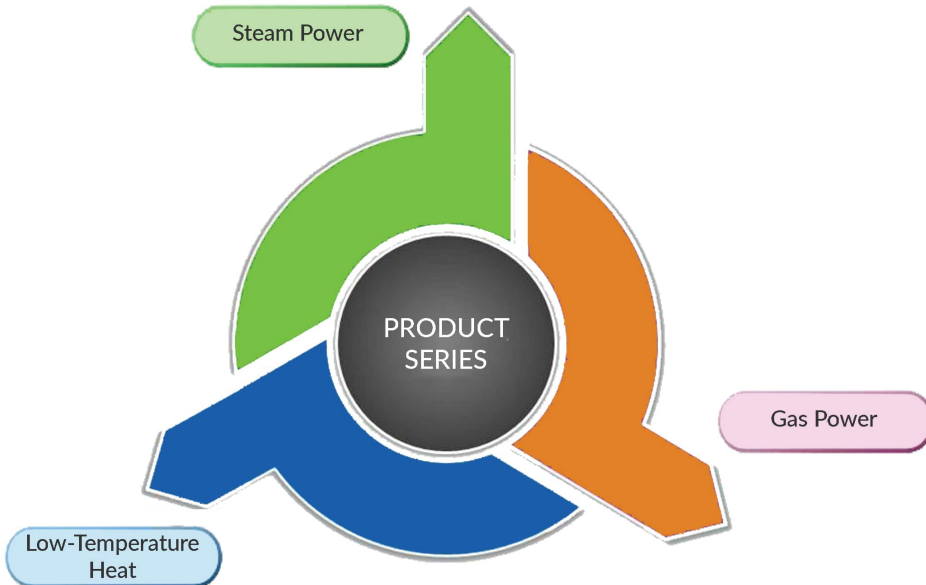 Steam Power
PRODUCT
SERIES
Gas Power
Low-Temperature
Heat